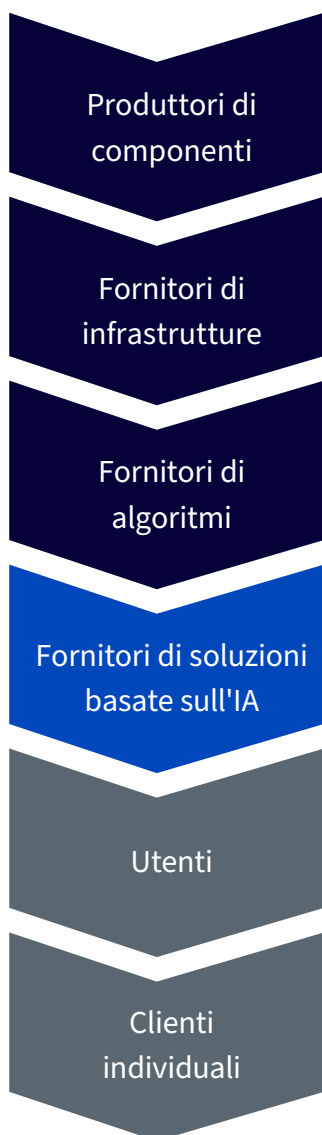 Produttori di
componenti
Fornitori di
infrastrutture
Fornitori di
algoritmi
Fornitori di soluzioni
basate sull'IA
Utenti
Clienti
individuali